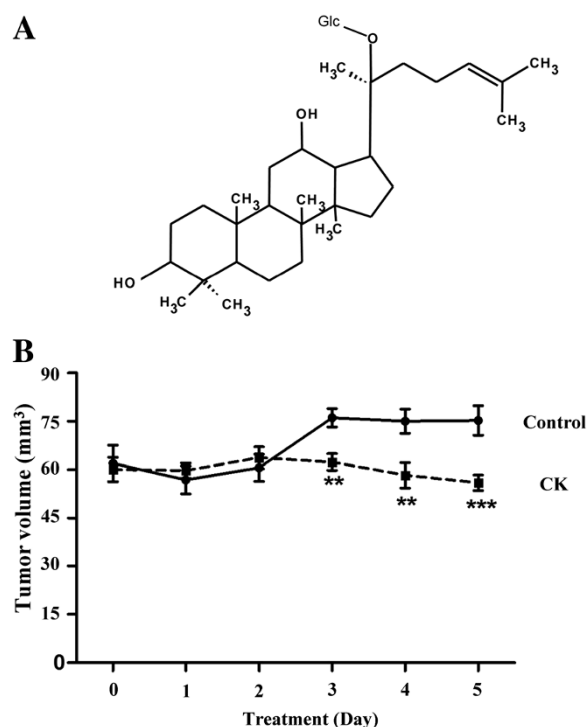 A
Glc
O
H₃C
OH
CH₃
CH₃
CH₃
CH₃
H₃C
HO
H₃C
CH₃
B
Tumor volume (mm³)
90
75
60
45
30
15
0
Control
CK
**
**
***
0 1 2 3 4 5
Treatment (Day)